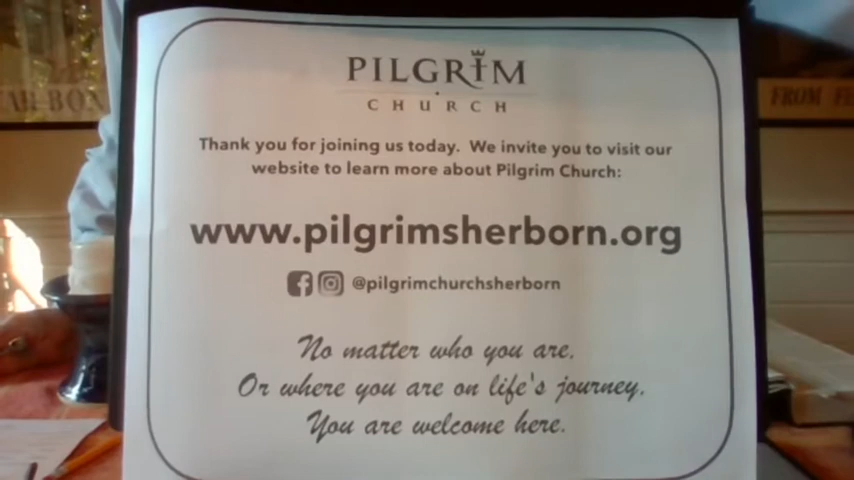 PILGRIM
CHURCH
Thank you for joining us today. We invite you to visit our
website to learn more about Pilgrim Church:
www.pilgrimsherborn.org
@pilgrimchurchsherborn
No matter who you are.
Or where you are on life's journey.
You are welcome here.
BON
FROM